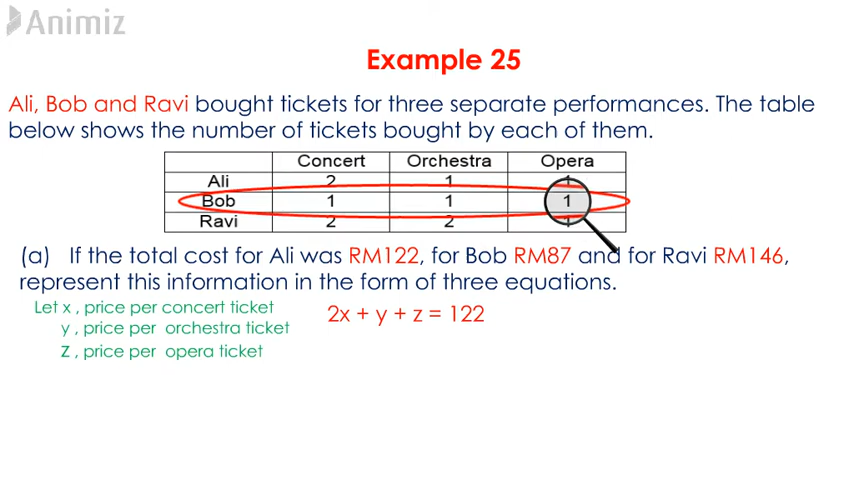 Animiz
Example 25
Ali, Bob and Ravi bought tickets for three separate performances. The table
below shows the number of tickets bought by each of them.
Concert Orchestra Opera
Ali 2 1 1
Bob 1 1 1
Ravi 2 2 1
(a) If the total cost for Ali was RM122, for Bob RM87 and for Ravi RM146,
represent this information in the form of three equations.
Let x , price per concert ticket
y , price per orchestra ticket
z , price per opera ticket
2x + y + z = 122